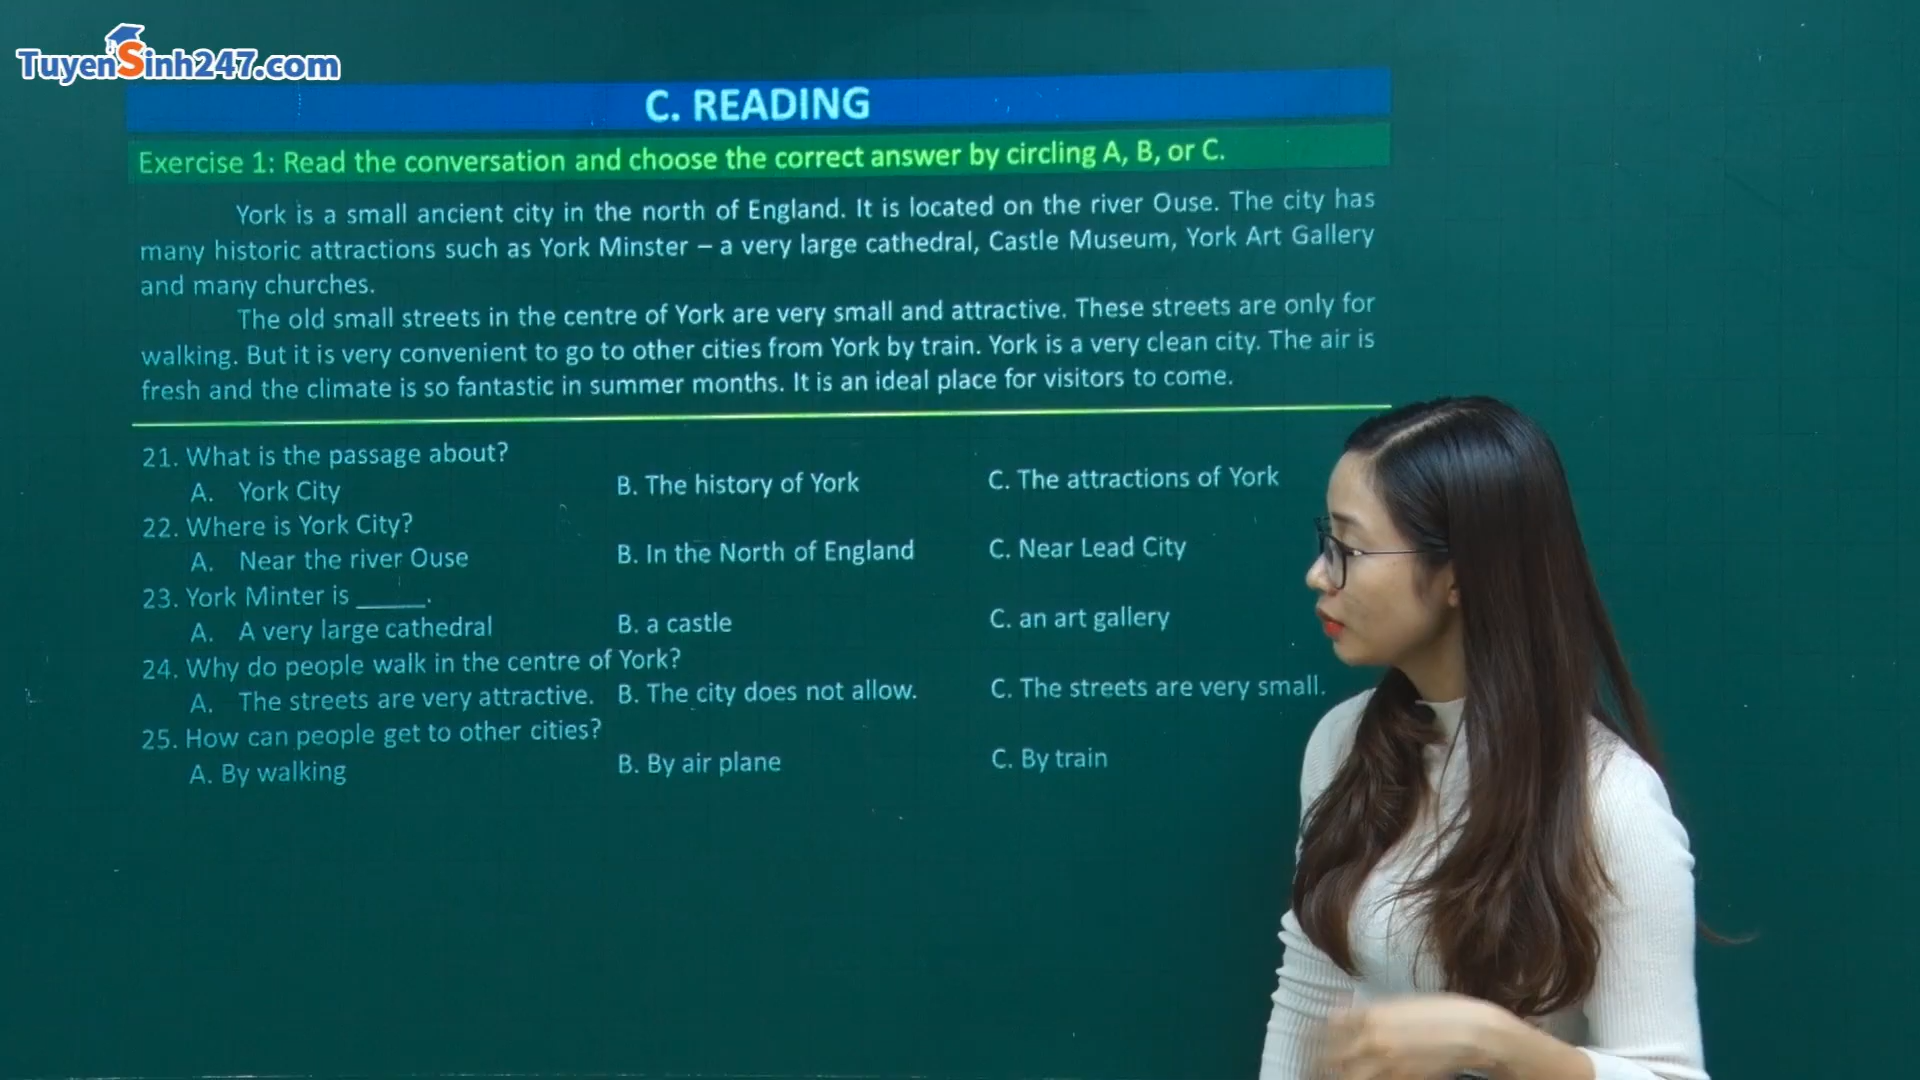 TuyenSinh247.com
C. READING
Exercise 1: Read the conversation and choose the correct answer by circling A, B, or C.
York is a small ancient city in the north of England. It is located on the river Ouse. The city has
many historic attractions such as York Minster – a very large cathedral, Castle Museum, York Art Gallery
and many churches.
The old small streets in the centre of York are very small and attractive. These streets are only for
walking. But it is very convenient to go to other cities from York by train. York is a very clean city. The air is
fresh and the climate is so fantastic in summer months. It is an ideal place for visitors to come.
21. What is the passage about?
A. York City B. The history of York C. The attractions of York
22. Where is York City?
A. Near the river Ouse B. In the North of England C. Near Lead City
23. York Minter is _____.
A. A very large cathedral B. a castle C. an art gallery
24. Why do people walk in the centre of York?
A. The streets are very attractive. B. The city does not allow. C. The streets are very small.
25. How can people get to other cities?
A. By walking B. By air plane C. By train